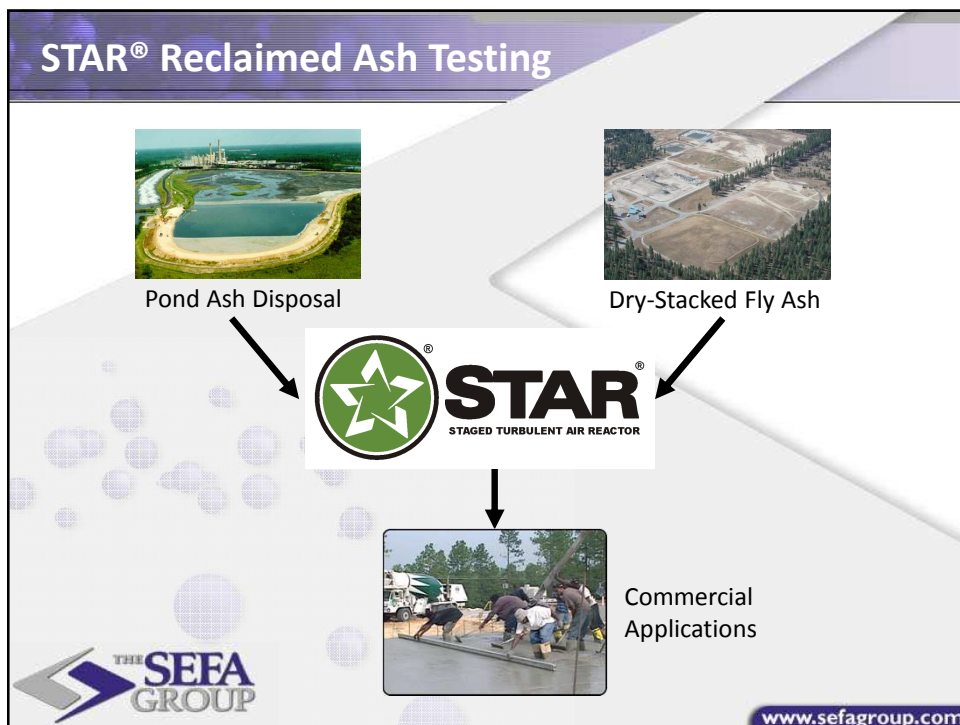 STAR® Reclaimed Ash Testing
Pond Ash Disposal
Dry-Stacked Fly Ash
®
STAR®
STAGED TURBULENT AIR REACTOR
Commercial
Applications
THE SEFA
GROUP
www.sefagroup.com